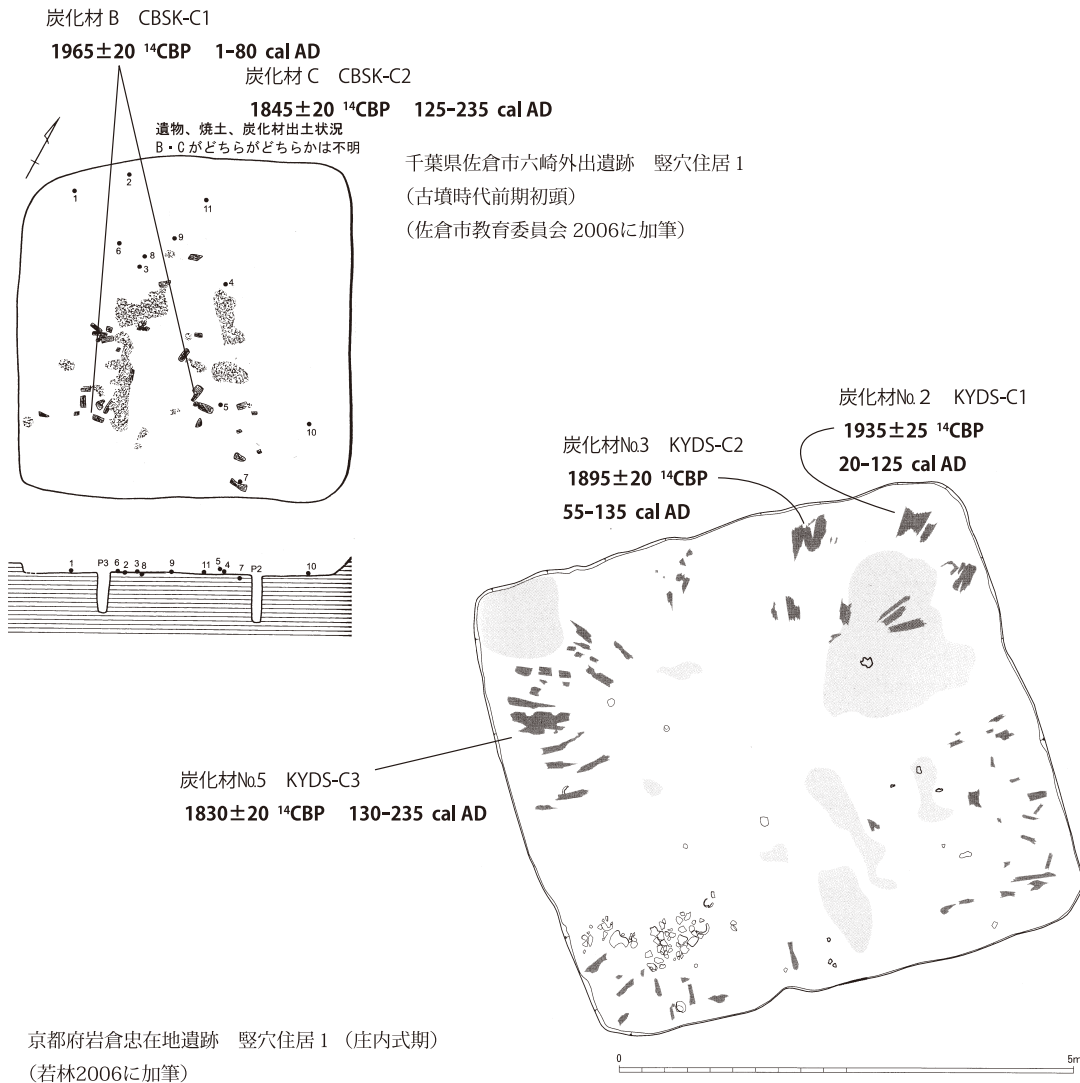 炭化材 B　CBSK-C1
1965±20 ¹⁴CBP　1-80 cal AD
炭化材 C　CBSK-C2
1845±20 ¹⁴CBP　125-235 cal AD
遺物、焼土、炭化材出土状況
B・Cがどちらがどちらかは不明
千葉県佐倉市六崎外出遺跡　竪穴住居 1
（古墳時代前期初頭）
（佐倉市教育委員会 2006に加筆）
2
1
11
9
6
8
3
4
5
10
7
1
P3
6
2
3
8
9
11
5
4
7
P2
10
炭化材No. 2　KYDS-C1
1935±25 ¹⁴CBP
20-125 cal AD
炭化材No.3　KYDS-C2
1895±20 ¹⁴CBP
55-135 cal AD
炭化材No.5　KYDS-C3
1830±20 ¹⁴CBP　130-235 cal AD
京都府岩倉忠在地遺跡　竪穴住居 1 （庄内式期）
（若林2006に加筆）
0
5m